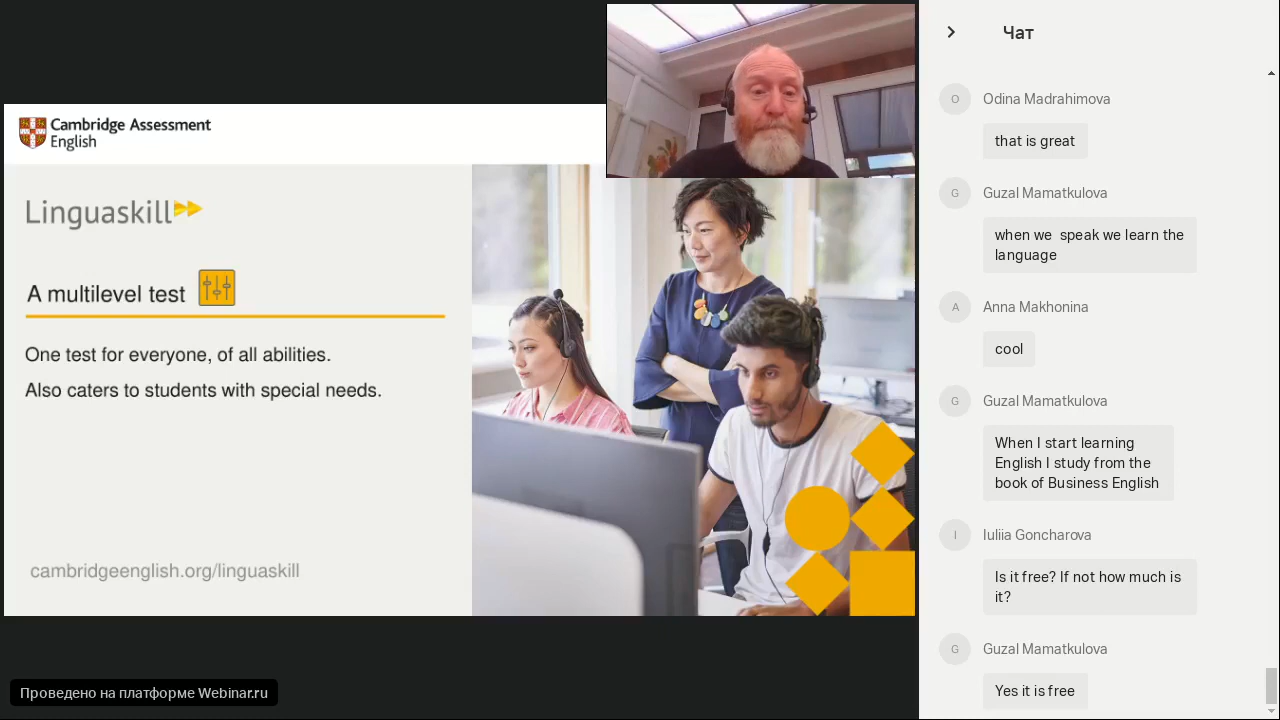 Cambridge Assessment
English
Linguaskill
A multilevel test
One test for everyone, of all abilities.
Also caters to students with special needs.
cambridgeenglish.org/linguaskill
Проведено на платформе Webinar.ru
Чат
O
Odina Madrahimova
that is great
G
Guzal Mamatkulova
when we speak we learn the
language
A
Anna Makhonina
cool
G
Guzal Mamatkulova
When I start learning
English I study from the
book of Business English
I
Iuliia Goncharova
Is it free? If not how much is
it?
G
Guzal Mamatkulova
Yes it is free